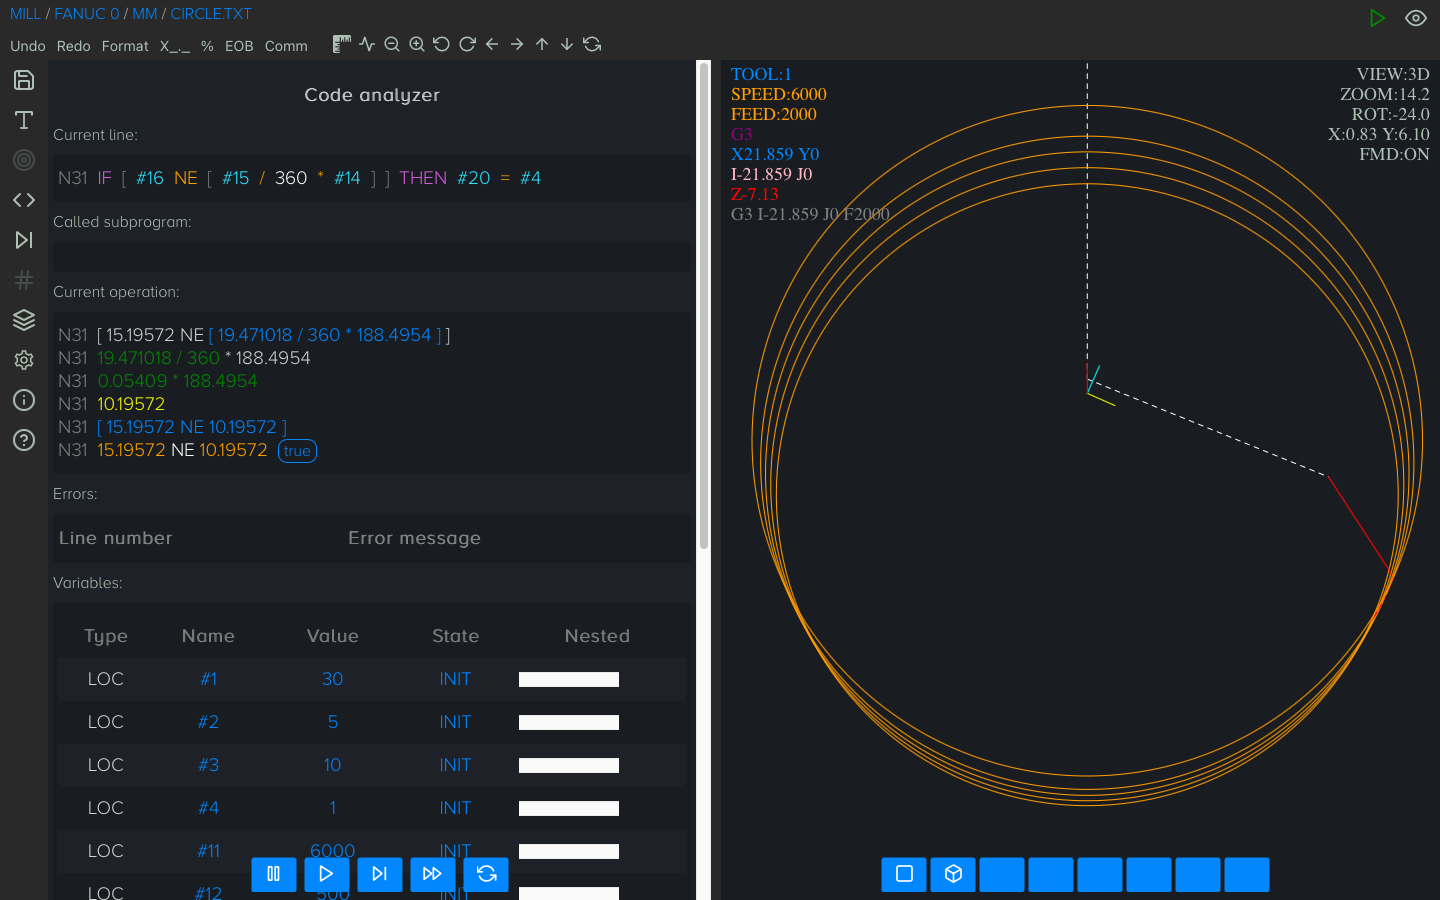 MILL / FANUC 0 / MM / CIRCLE.TXT
Undo Redo Format X_._ % EOB Comm
Code analyzer
Current line:
N31 IF [ #16 NE [ #15 / 360 * #14 ] ] THEN #20 = #4
Called subprogram:
Current operation:
N31 [ 15.19572 NE [ 19.471018 / 360 * 188.4954 ] ]
N31 19.471018 / 360 * 188.4954
N31 0.05409 * 188.4954
N31 10.19572
N31 [ 15.19572 NE 10.19572 ]
N31 15.19572 NE 10.19572 true
Errors:
Line number Error message
Variables:
Type Name Value State Nested
LOC #1 30 INIT
LOC #2 5 INIT
LOC #3 10 INIT
LOC #4 1 INIT
LOC #11 6000 INIT
LOC #12 500 INIT
TOOL:1
SPEED:6000
FEED:2000
G3
X21.859 Y0
I-21.859 J0
Z-7.13
G3 I-21.859 J0 F2000
VIEW:3D
ZOOM:14.2
ROT:-24.0
X:0.83 Y:6.10
FMD:ON